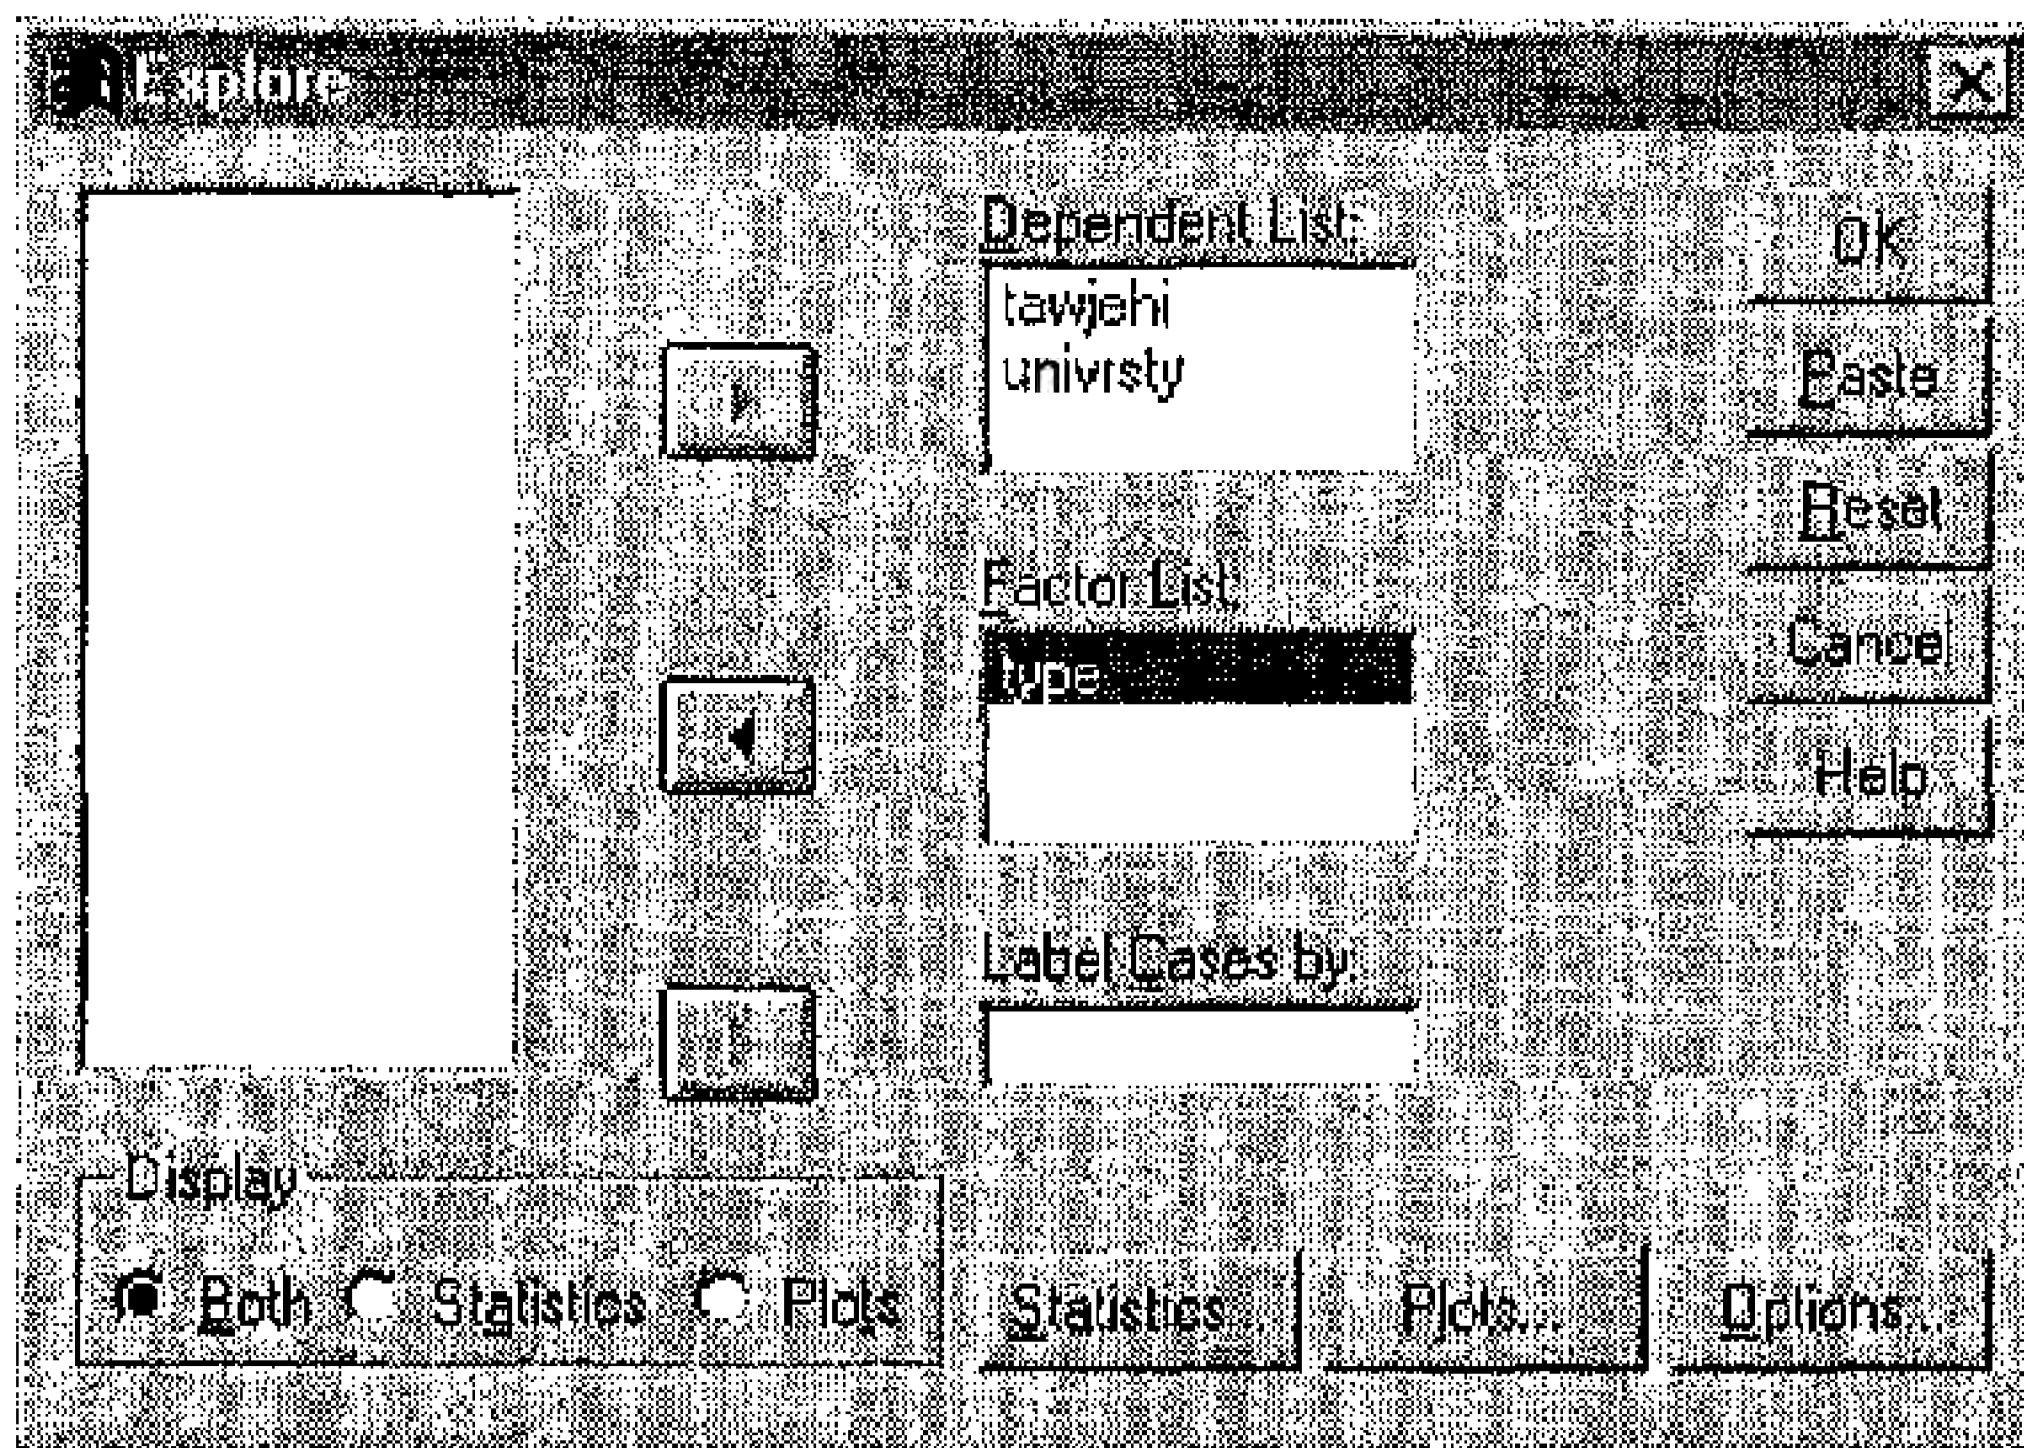 Explore
Dependent List:
tawjehi
univrsty
Factor List:
type
Label Cases by:
OK
Paste
Reset
Cancel
Help
Display
Both Statistics Plots
Statistics... Plots... Options...